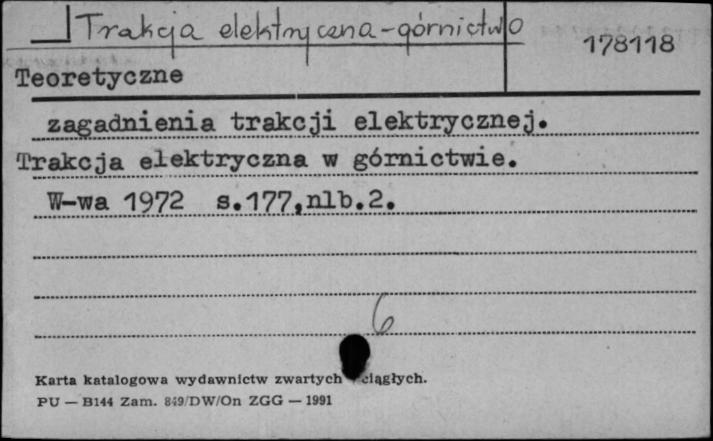 Trakcja elektryczna-górnictwo
178118
Teoretyczne
zagadnienia trakcji elektrycznej.
Trakcja elektryczna w górnictwie.
W-wa 1972 s.177,nlb.2.
6
Karta katalogowa wydawnictw zwartych ciągłych.
PU — B144 Zam. 849/DW/On ZGG — 1991